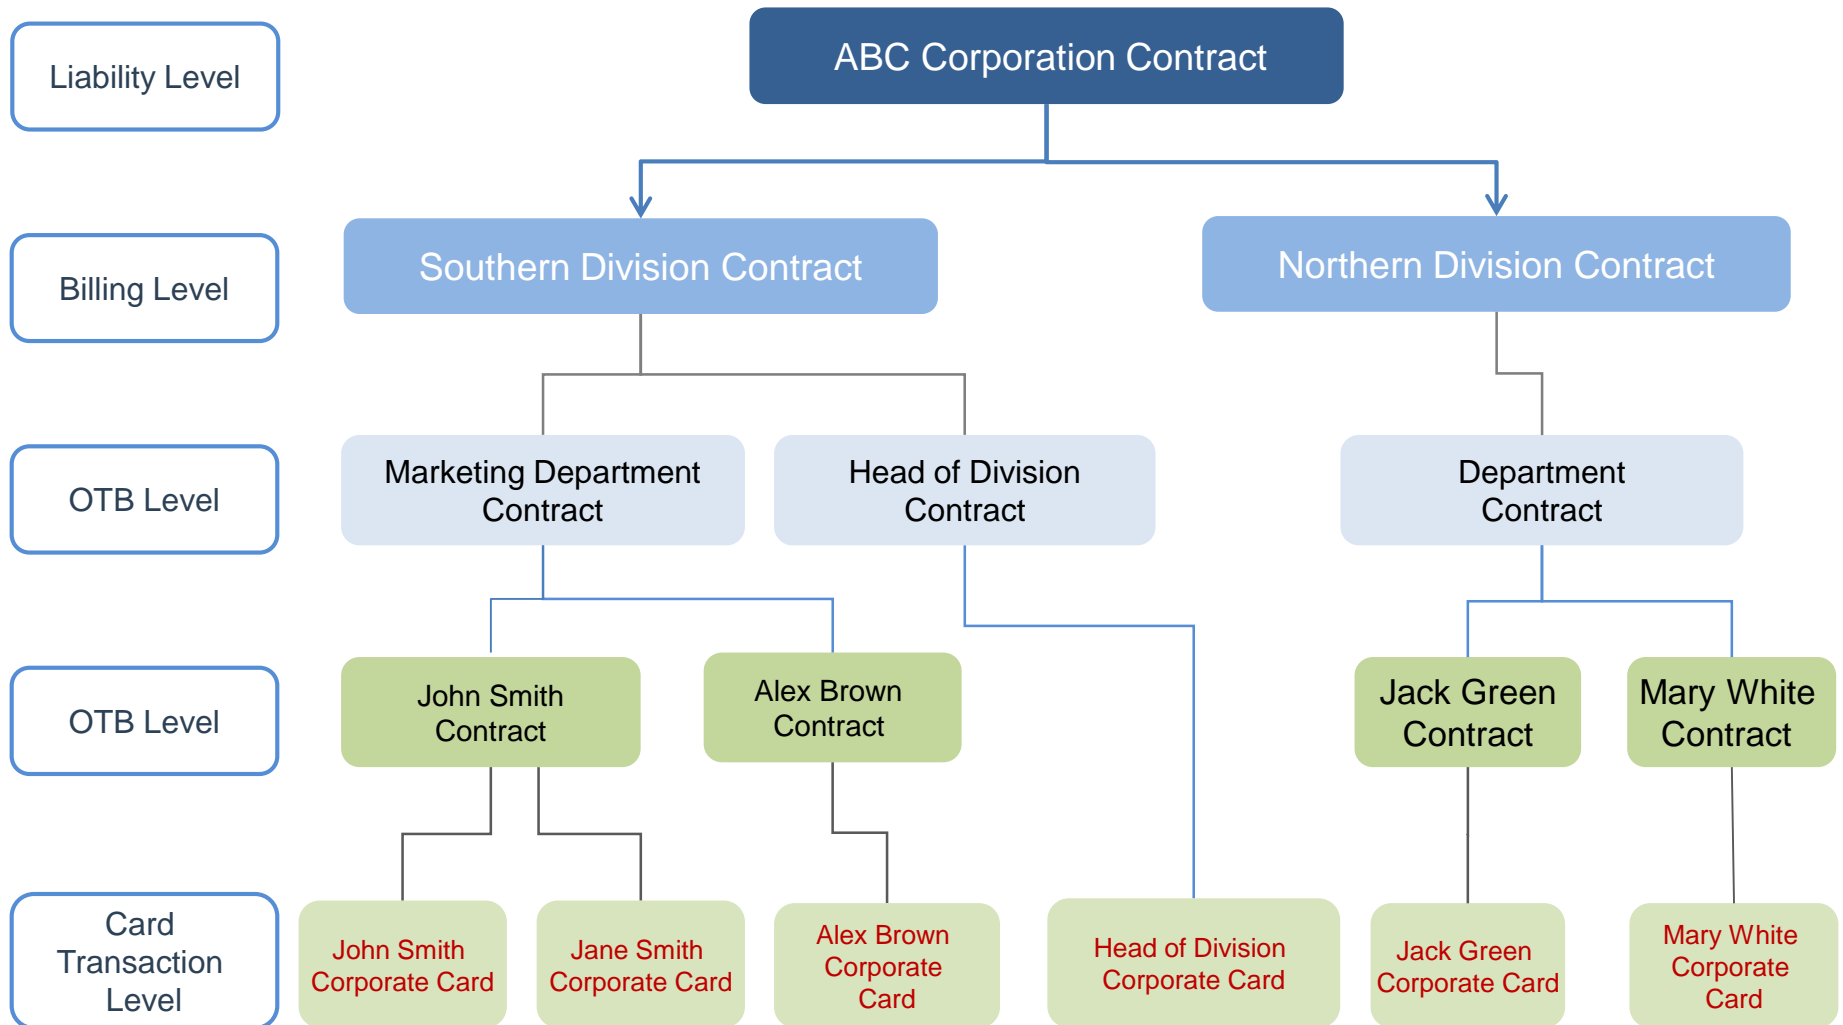 Liability Level
ABC Corporation Contract
Billing Level
Southern Division Contract
Northern Division Contract
OTB Level
Marketing Department
Contract
Head of Division
Contract
Department
Contract
OTB Level
John Smith
Contract
Alex Brown
Contract
Jack Green
Contract
Mary White
Contract
Card
Transaction
Level
John Smith
Corporate Card
Jane Smith
Corporate Card
Alex Brown
Corporate
Card
Head of Division
Corporate Card
Jack Green
Corporate Card
Mary White
Corporate
Card